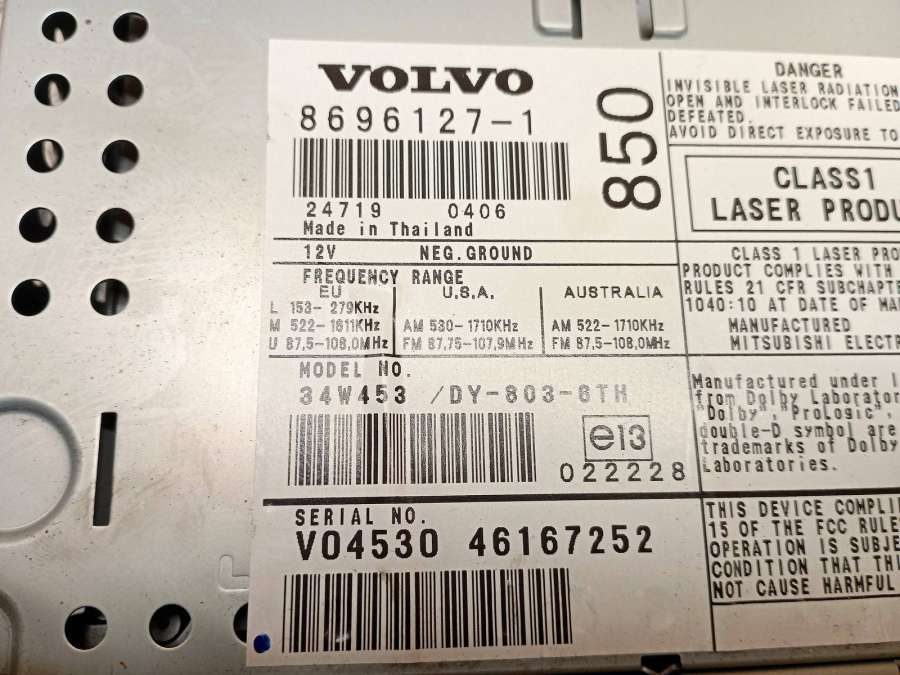 VOLVO
8696127-1
850
24719 0406
Made in Thailand
12V NEG. GROUND
FREQUENCY RANGE
EU U.S.A. AUSTRALIA
L 153- 279KHz
M 522-1611KHz AM 530-1710KHz AM 522-1710KHz
U 87,5-108,0MHz FM 87,75-107,9MHz FM 87,5-108,0MHz
MODEL NO.
34W453 /DY-803-6TH
e13
022228
SERIAL NO.
V04530 46167252
DANGER
INVISIBLE LASER RADIATION
OPEN AND INTERLOCK FAILED
DEFEATED.
AVOID DIRECT EXPOSURE TO
CLASS1
LASER PRODU
CLASS 1 LASER PRO
PRODUCT COMPLIES WITH
RULES 21 CFR SUBCHAPTE
1040:10 AT DATE OF MA
MANUFACTURED
MITSUBISHI ELECTR
Manufactured under l
from Dolby Laborator
"Dolby", "ProLogic",
double-D symbol are
trademarks of Dolby
Laboratories.
THIS DEVICE COMPLI
15 OF THE FCC RULE
OPERATION IS SUBJE
CONDITION THAT THI
NOT CAUSE HARMFUL